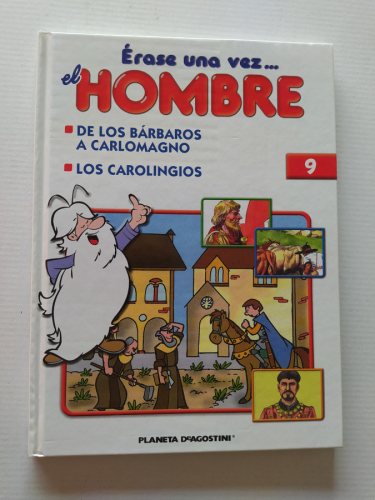 Érase una vez...
el HOMBRE
DE LOS BÁRBAROS
A CARLOMAGNO
LOS CAROLINGIOS
9
PLANETA DEAGOSTINI